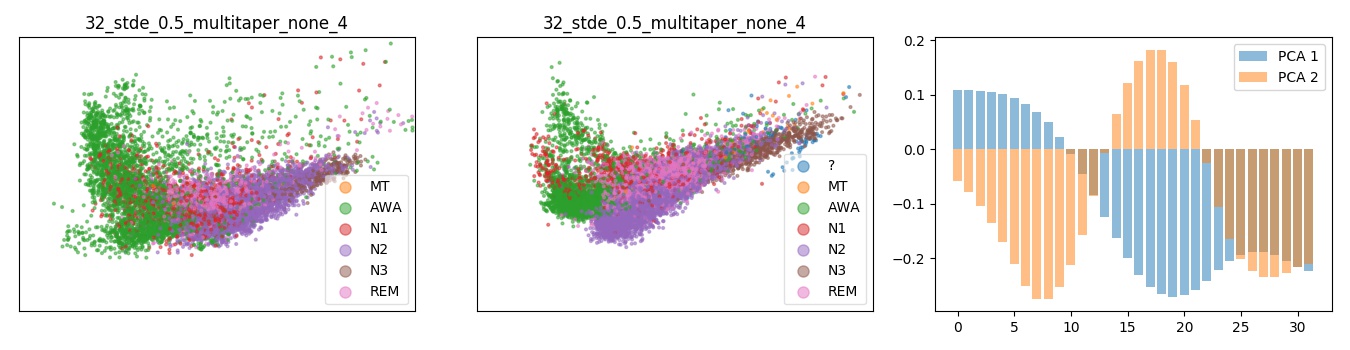 32_stde_0.5_multitaper_none_4
MT
AWA
N1
N2
N3
REM
32_stde_0.5_multitaper_none_4
?
MT
AWA
N1
N2
N3
REM
PCA 1
PCA 2
0.2
0.1
0.0
−0.1
−0.2
0 5 10 15 20 25 30